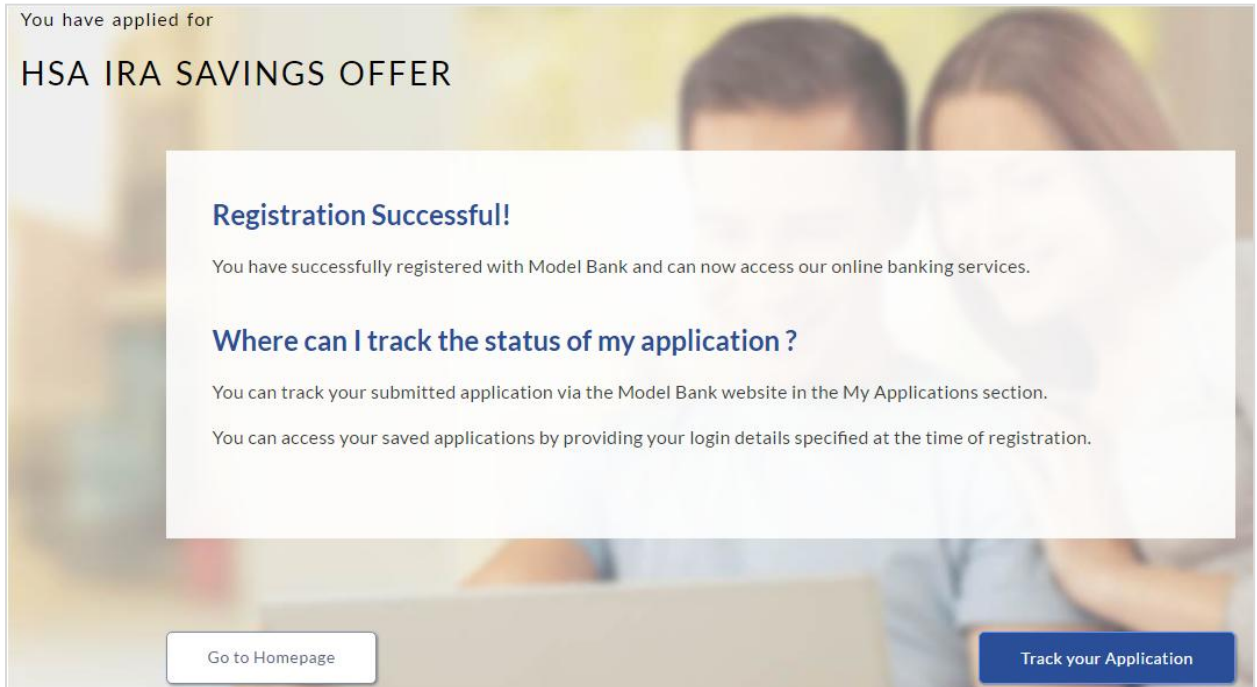 You have applied for
HSA IRA SAVINGS OFFER
Registration Successful!
You have successfully registered with Model Bank and can now access our online banking services.
Where can I track the status of my application ?
You can track your submitted application via the Model Bank website in the My Applications section.
You can access your saved applications by providing your login details specified at the time of registration.
Go to Homepage
Track your Application